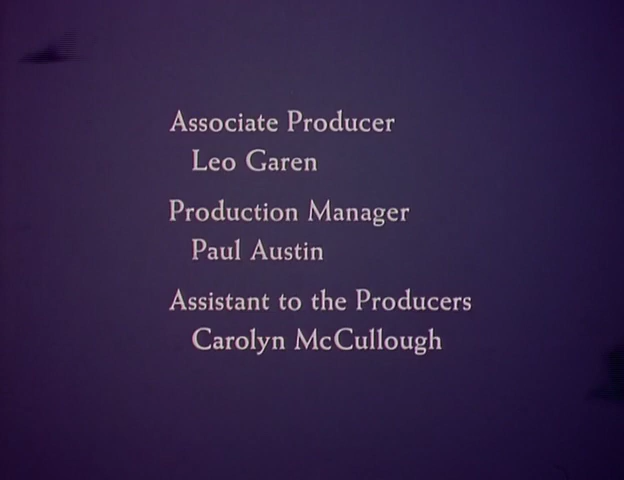 Associate Producer
Leo Garen
Production Manager
Paul Austin
Assistant to the Producers
Carolyn McCullough